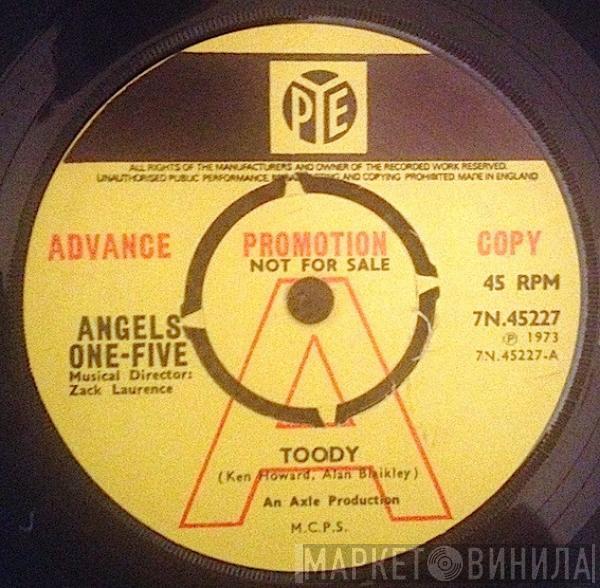 PYE
ALL RIGHTS OF THE MANUFACTURERS AND OWNER OF THE RECORDED WORK RESERVED.
UNAUTHORISED PUBLIC PERFORMANCE AND COPYING PROHIBITED MADE IN ENGLAND
ADVANCE PROMOTION COPY
NOT FOR SALE
45 RPM
ANGELS
ONE-FIVE
Musical Director:
Zack Laurence
7N.45227
Ⓟ 1973
7N.45227-A
A
TOODY
(Ken Howard, Alan Blaikley)
An Axle Production
M.C.P.S.
МАРКЕТ ВИНИЛА